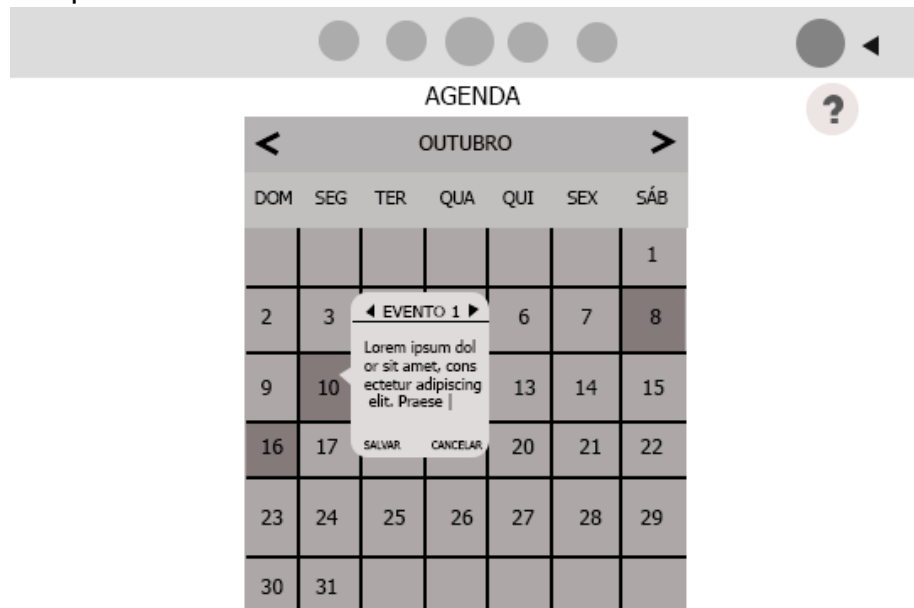 AGENDA
?
< OUTUBRO >
DOM SEG TER QUA QUI SEX SÁB
1
2 3 6 7 8
EVENTO 1
Lorem ipsum dol
or sit amet, cons
ectetur adipiscing
elit. Praese |
9 10 13 14 15
SALVAR CANCELAR
16 17 20 21 22
23 24 25 26 27 28 29
30 31